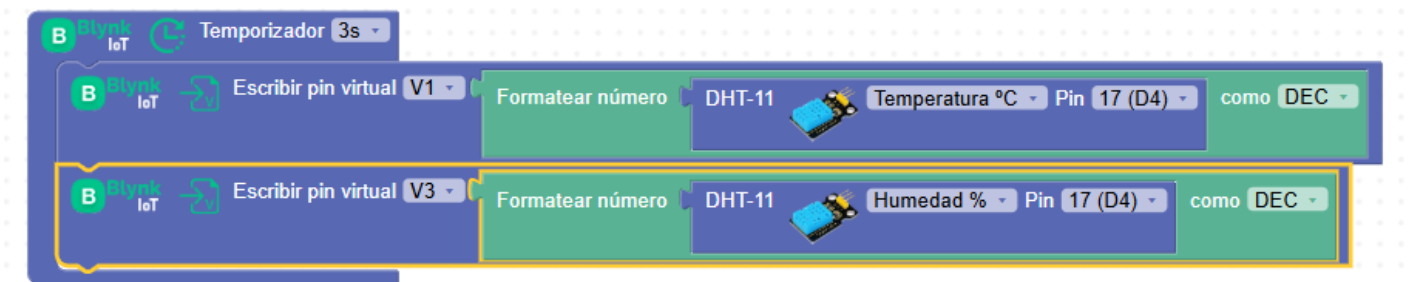 B Blynk IoT Temporizador 3s
B Blynk IoT V Escribir pin virtual V1 Formatear número DHT-11 Temperatura ºC Pin 17 (D4) como DEC
B Blynk IoT V Escribir pin virtual V3 Formatear número DHT-11 Humedad % Pin 17 (D4) como DEC